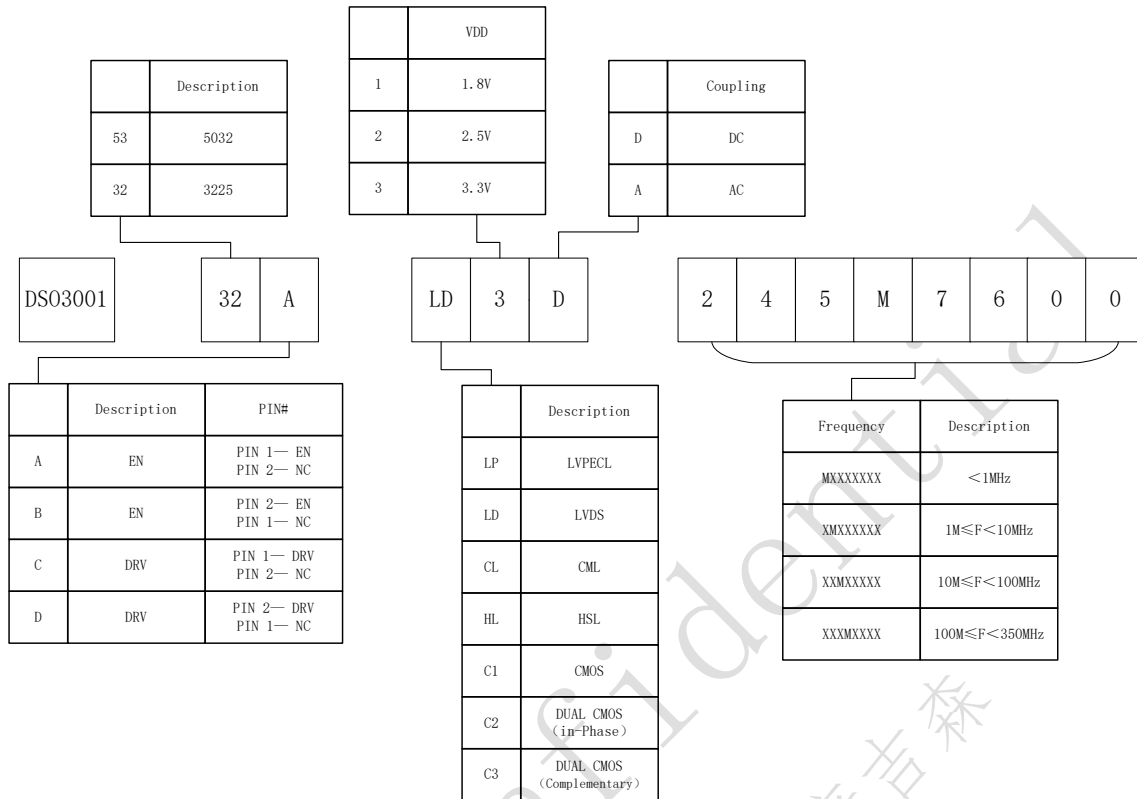 VDD
1 1.8V
2 2.5V
3 3.3V
Description
53 5032
32 3225
Coupling
D DC
A AC
DSO3001 32 A LD 3 D 2 4 5 M 7 6 0 0
Description PIN#
A EN PIN 1— EN
PIN 2— NC
B EN PIN 2— EN
PIN 1— NC
C DRV PIN 1— DRV
PIN 2— NC
D DRV PIN 2— DRV
PIN 1— NC
Description
LP LVPECL
LD LVDS
CL CML
HL HSL
C1 CMOS
C2 DUAL CMOS
(in-Phase)
C3 DUAL CMOS
(Complementary)
Frequency Description
MXXXXXXX <1MHz
XMXXXXXX 1M≤F<10MHz
XXMXXXXX 10M≤F<100MHz
XXXMXXXX 100M≤F<350MHz
fidential
吉森